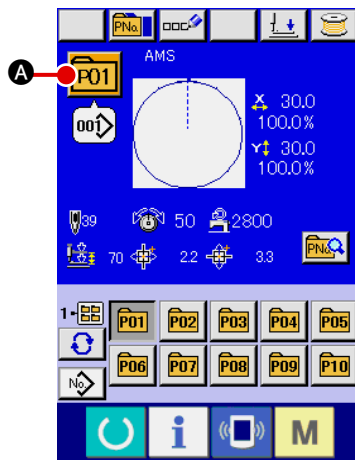 PNo.
A
P01
AMS
001
X 30.0
100.0%
Y 30.0
100.0%
39 50 2800
PNo.
70 2.2 3.3
1-
P01 P02 P03 P04 P05
No.
P06 P07 P08 P09 P10
i M